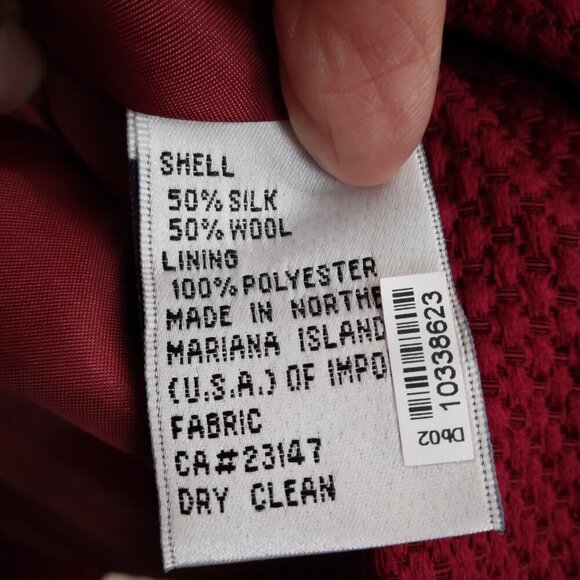 SHELL
50% SILK
50% WOOL
LINING
100% POLYESTER
MADE IN NORTHE
MARIANA ISLAND
(U.S.A.) OF IMPO
FABRIC
CA#23147
DRY CLEAN
10338623
Db02